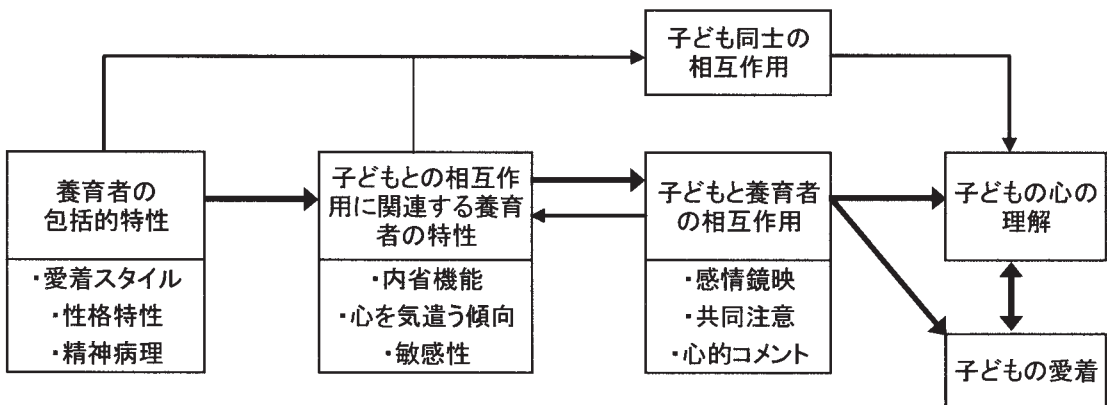 子ども同士の
相互作用
養育者の
包括的特性
・愛着スタイル
・性格特性
・精神病理
子どもとの相互作
用に関連する養育
者の特性
・内省機能
・心を気遣う傾向
・敏感性
子どもと養育者
の相互作用
・感情鏡映
・共同注意
・心的コメント
子どもの心の
理解
子どもの愛着